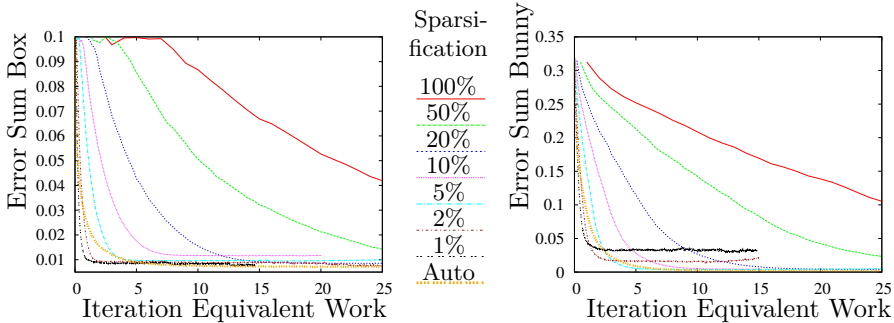 Error Sum Box
0.1
0.09
0.08
0.07
0.06
0.05
0.04
0.03
0.02
0.01
0 5 10 15 20 25
Iteration Equivalent Work
Sparsi-
fication
100%
50%
20%
10%
5%
2%
1%
Auto
Error Sum Bunny
0.35
0.3
0.25
0.2
0.15
0.1
0.05
0
0 5 10 15 20 25
Iteration Equivalent Work